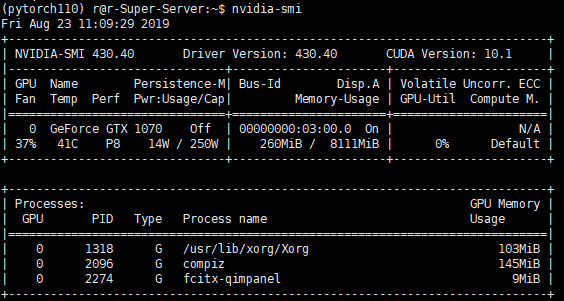 (pytorch110) r@r-Super-Server:~$ nvidia-smi
Fri Aug 23 11:09:29 2019
+-----------------------------------------------------------------------------+
| NVIDIA-SMI 430.40       Driver Version: 430.40       CUDA Version: 10.1     |
|-------------------------------+----------------------+----------------------+
| GPU  Name        Persistence-M| Bus-Id        Disp.A | Volatile Uncorr. ECC |
| Fan  Temp  Perf  Pwr:Usage/Cap|         Memory-Usage | GPU-Util  Compute M. |
|===============================+======================+======================|
|   0  GeForce GTX 1070    Off  | 00000000:03:00.0  On |                  N/A |
| 37%   41C    P8    14W / 250W |    260MiB /  8111MiB |      0%      Default |
+-------------------------------+----------------------+----------------------+

+-----------------------------------------------------------------------------+
| Processes:                                                       GPU Memory |
|  GPU       PID   Type   Process name                             Usage      |
|=============================================================================|
|    0      1318      G   /usr/lib/xorg/Xorg                           103MiB |
|    0      2096      G   compiz                                       145MiB |
|    0      2274      G   fcitx-qimpanel                                 9MiB |
+-----------------------------------------------------------------------------+